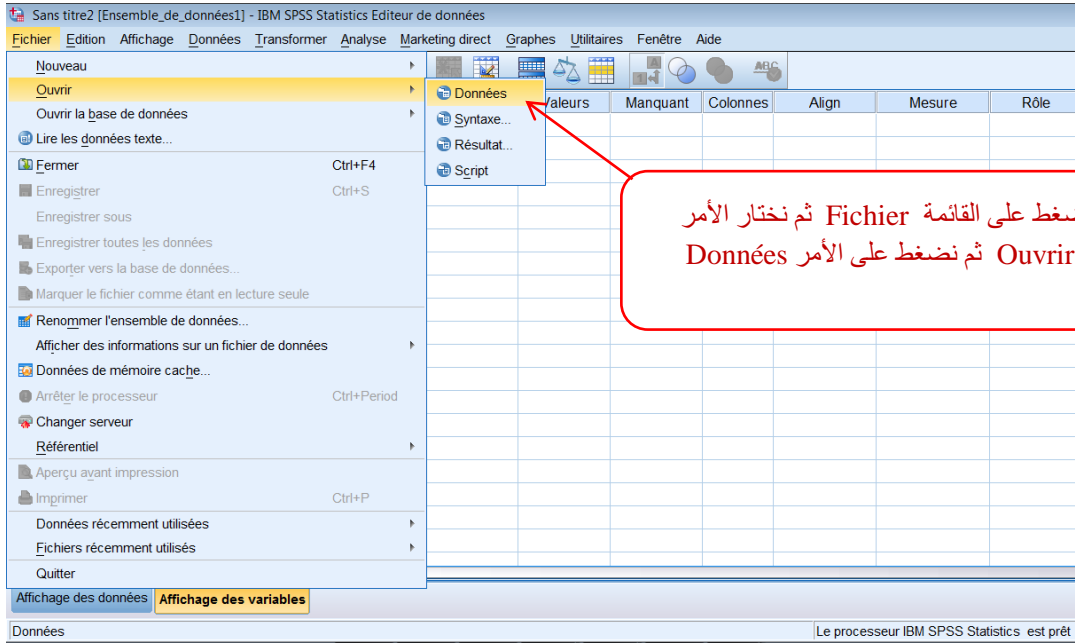 Sans titre2 [Ensemble_de_données1] - IBM SPSS Statistics Editeur de données
Fichier Edition Affichage Données Transformer Analyse Marketing direct Graphes Utilitaires Fenêtre Aide
Nouveau
Ouvrir
Ouvrir la base de données
Lire les données texte...
Fermer Ctrl+F4
Enregistrer Ctrl+S
Enregistrer sous
Enregistrer toutes les données
Exporter vers la base de données...
Marquer le fichier comme étant en lecture seule
Renommer l'ensemble de données...
Afficher des informations sur un fichier de données
Données de mémoire cache...
Arrêter le processeur Ctrl+Period
Changer serveur
Référentiel
Aperçu avant impression
Imprimer Ctrl+P
Données récemment utilisées
Fichiers récemment utilisés
Quitter
Données
Syntaxe...
Résultat...
Script
Valeurs Manquant Colonnes Align Mesure Rôle
على القائمة Fichier ثم نختار الأمر
Ouvrir ثم نضغط على الأمر Données
Affichage des données Affichage des variables
Données Le processeur IBM SPSS Statistics est prêt